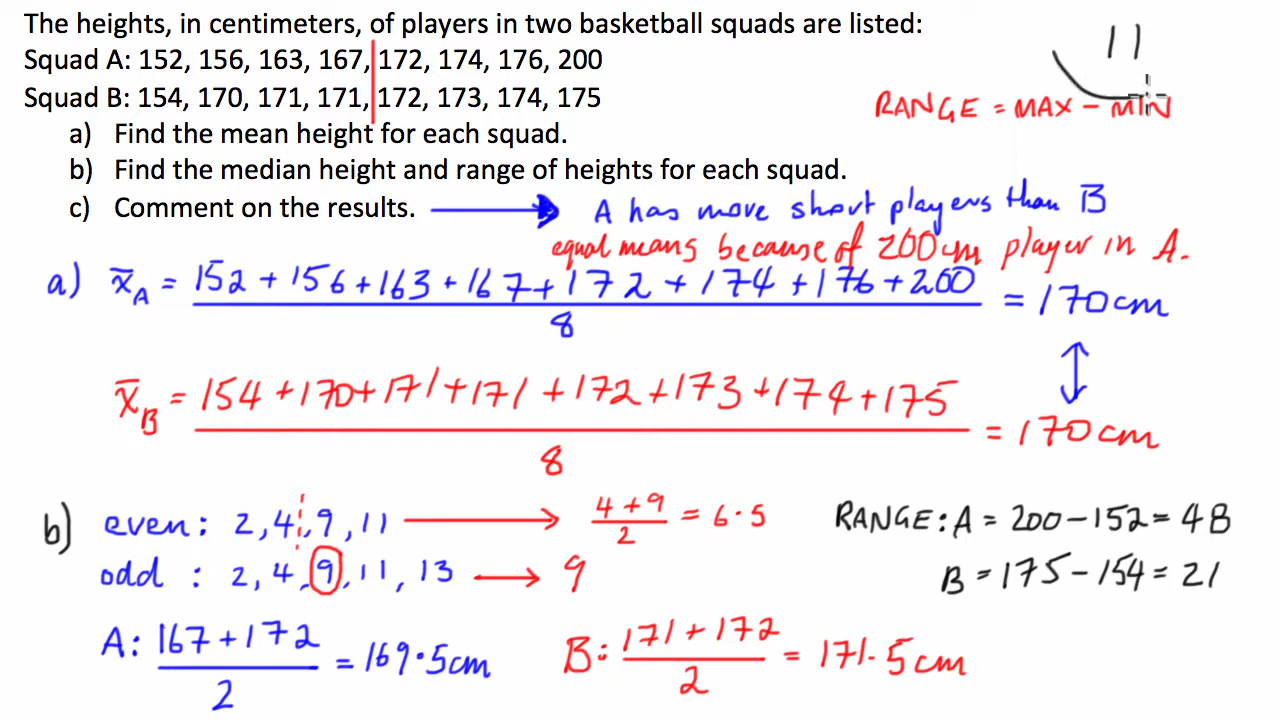 The heights, in centimeters, of players in two basketball squads are listed:
Squad A: 152, 156, 163, 167, 172, 174, 176, 200
Squad B: 154, 170, 171, 171, 172, 173, 174, 175
11
RANGE = MAX - MIN
a) Find the mean height for each squad.
b) Find the median height and range of heights for each squad.
c) Comment on the results. → A has more short players than B
equal means because of 200cm player in A.
a) x̄A = 152 + 156 + 163 + 167 + 172 + 174 + 176 + 200 = 170cm
8
x̄B = 154 + 170 + 171 + 171 + 172 + 173 + 174 + 175 = 170cm
8
b) even: 2, 4, 9, 11 → 4 + 9 / 2 = 6.5
RANGE: A = 200 - 152 = 48
odd : 2, 4, 9, 11, 13 → 9
B = 175 - 154 = 21
A: 167 + 172 / 2 = 169.5cm
B: 171 + 172 / 2 = 171.5cm